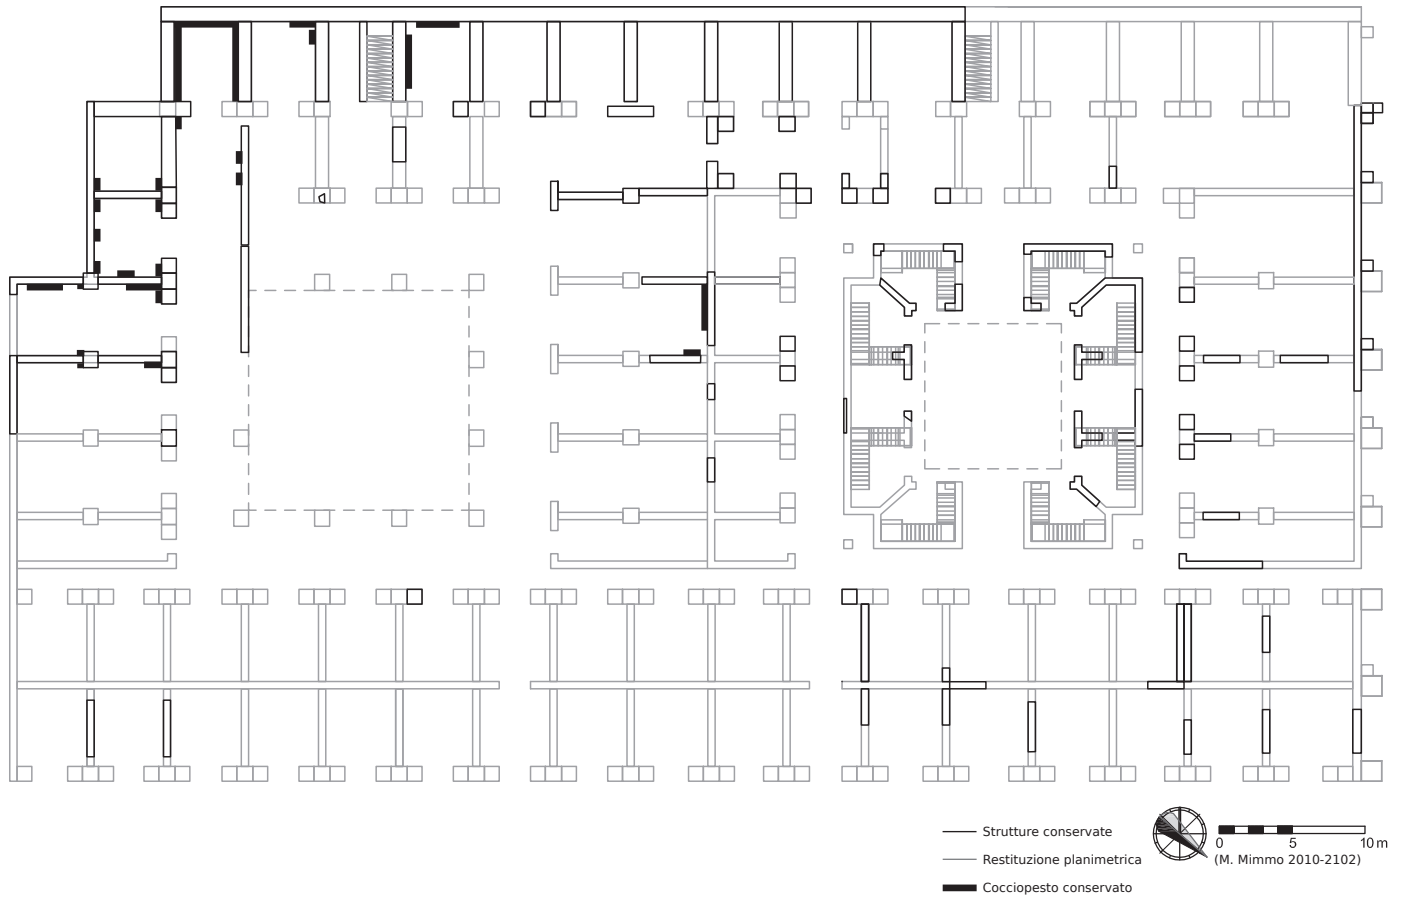 Strutture conservate
Restituzione planimetrica
Cocciopesto conservato
0 5 10 m
(M. Mimmo 2010-2102)